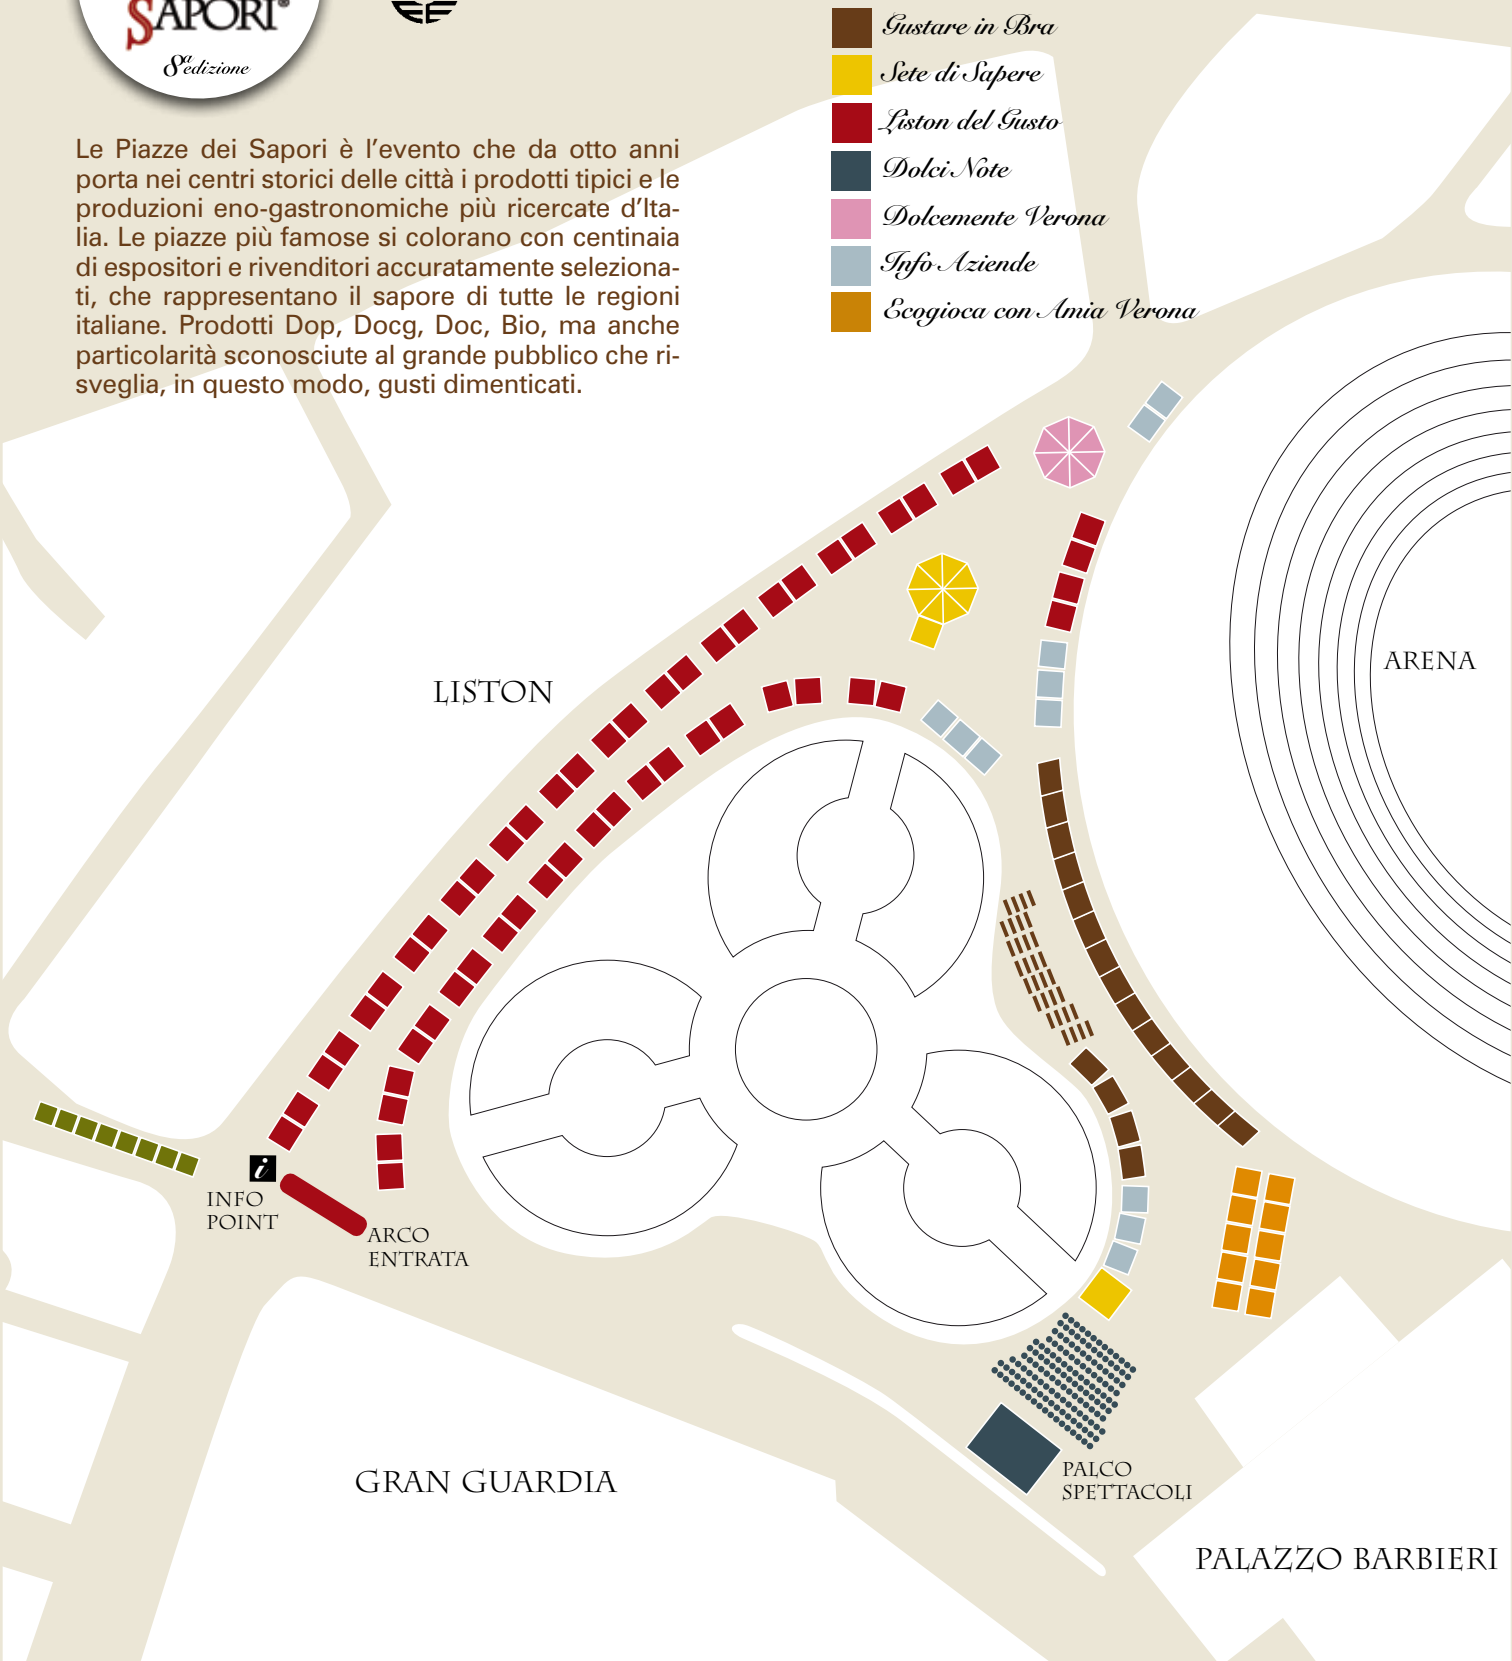 SAPORI®
8ª edizione
Gustare in Bra
Sete di Sapere
Liston del Gusto
Dolci Note
Dolcemente Verona
Info Aziende
Ecogioca con Amia Verona
Le Piazze dei Sapori è l’evento che da otto anni
porta nei centri storici delle città i prodotti tipici e le
produzioni eno-gastronomiche più ricercate d’Ita-
lia. Le piazze più famose si colorano con centinaia
di espositori e rivenditori accuratamente seleziona-
ti, che rappresentano il sapore di tutte le regioni
italiane. Prodotti Dop, Docg, Doc, Bio, ma anche
particolarità sconosciute al grande pubblico che ri-
sveglia, in questo modo, gusti dimenticati.
ARENA
LISTON
i
INFO
POINT
ARCO
ENTRATA
PALCO
SPETTACOLI
GRAN GUARDIA
PALAZZO BARBIERI